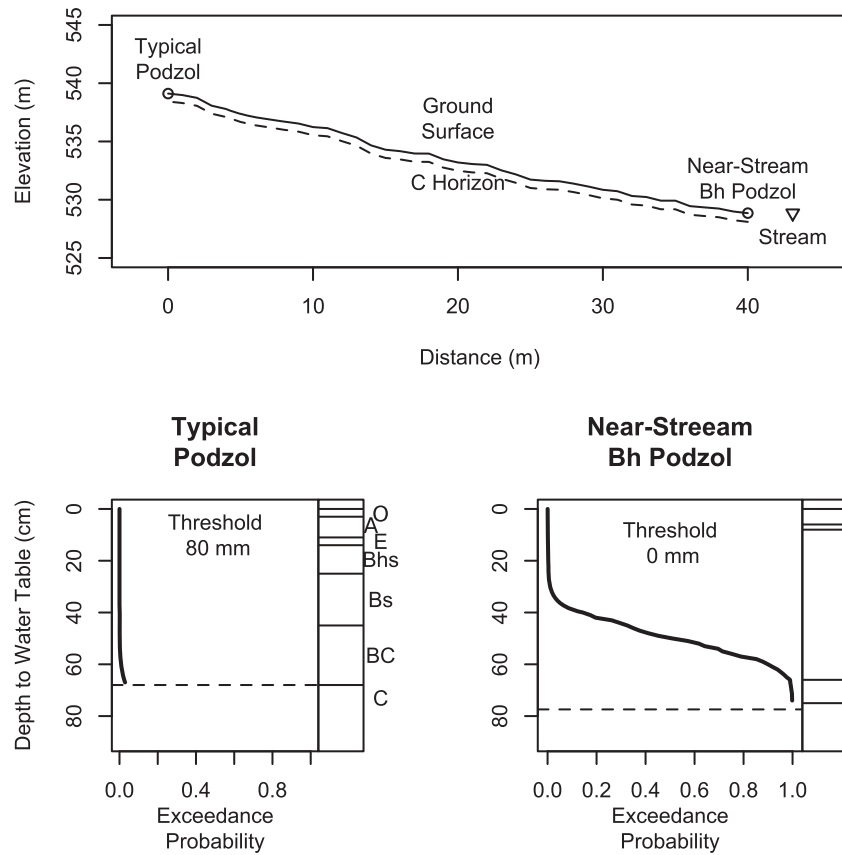 545
540
535
530
525
Elevation (m)
Typical
Podzol
Ground
Surface
C Horizon
Near-Stream
Bh Podzol
Stream
0 10 20 30 40
Distance (m)
Typical
Podzol
Depth to Water Table (cm)
0
20
40
60
80
Threshold
80 mm
O
A
E
Bhs
Bs
BC
C
0.0 0.4 0.8
Exceedance
Probability
Near-Streeam
Bh Podzol
0
20
40
60
80
Threshold
0 mm
0.0 0.2 0.4 0.6 0.8 1.0
Exceedance
Probability